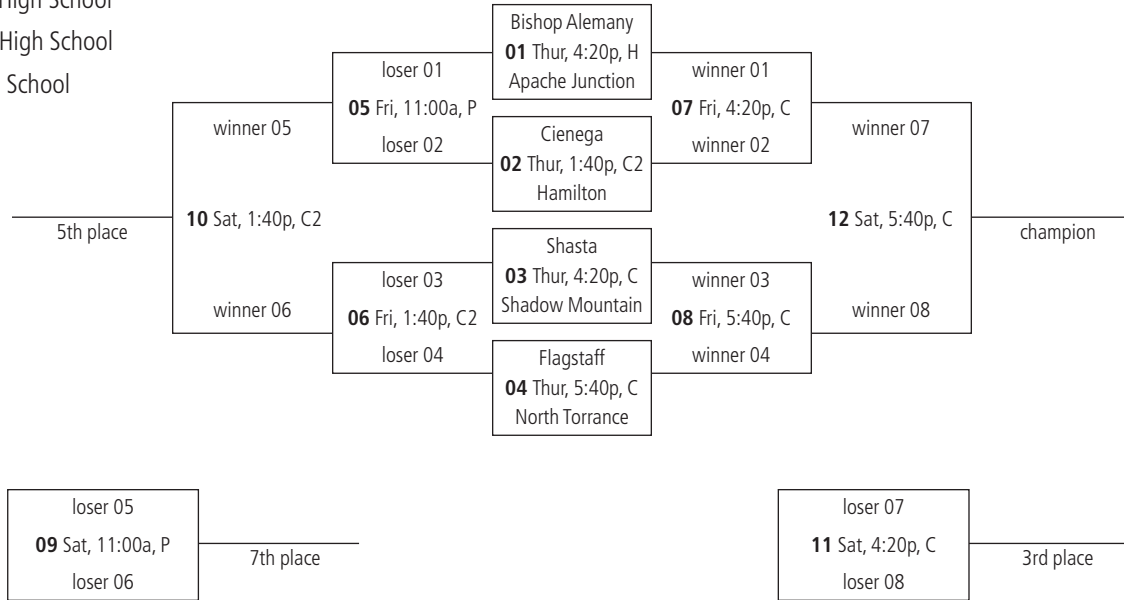 High School
High School
School
Bishop Alemany
01 Thur, 4:20p, H
Apache Junction
Cienega
02 Thur, 1:40p, C2
Hamilton
Shasta
03 Thur, 4:20p, C
Shadow Mountain
Flagstaff
04 Thur, 5:40p, C
North Torrance
loser 01
05 Fri, 11:00a, P
loser 02
loser 03
06 Fri, 1:40p, C2
loser 04
winner 01
07 Fri, 4:20p, C
winner 02
winner 03
08 Fri, 5:40p, C
winner 04
winner 05
10 Sat, 1:40p, C2
winner 06
5th place
winner 07
12 Sat, 5:40p, C
winner 08
champion
loser 05
09 Sat, 11:00a, P
loser 06
7th place
loser 07
11 Sat, 4:20p, C
loser 08
3rd place